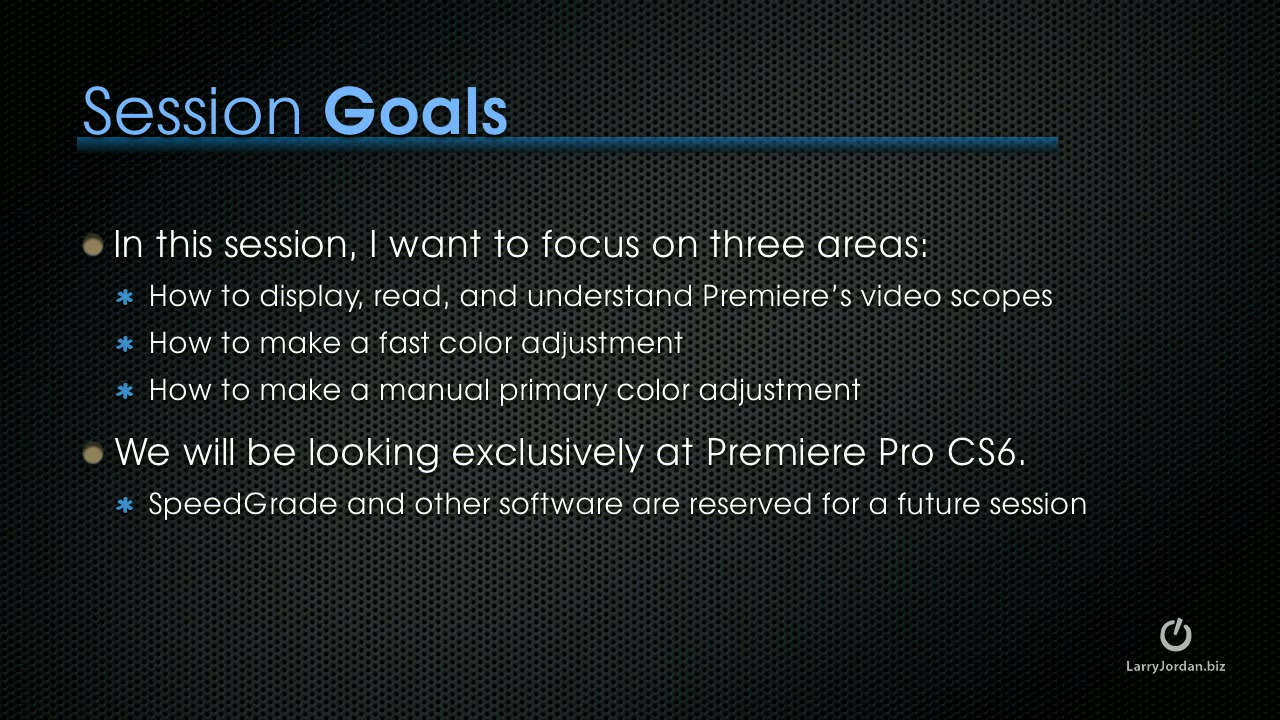 Session Goals
In this session, I want to focus on three areas:
How to display, read, and understand Premiere’s video scopes
How to make a fast color adjustment
How to make a manual primary color adjustment
We will be looking exclusively at Premiere Pro CS6.
SpeedGrade and other software are reserved for a future session
LarryJordan.biz